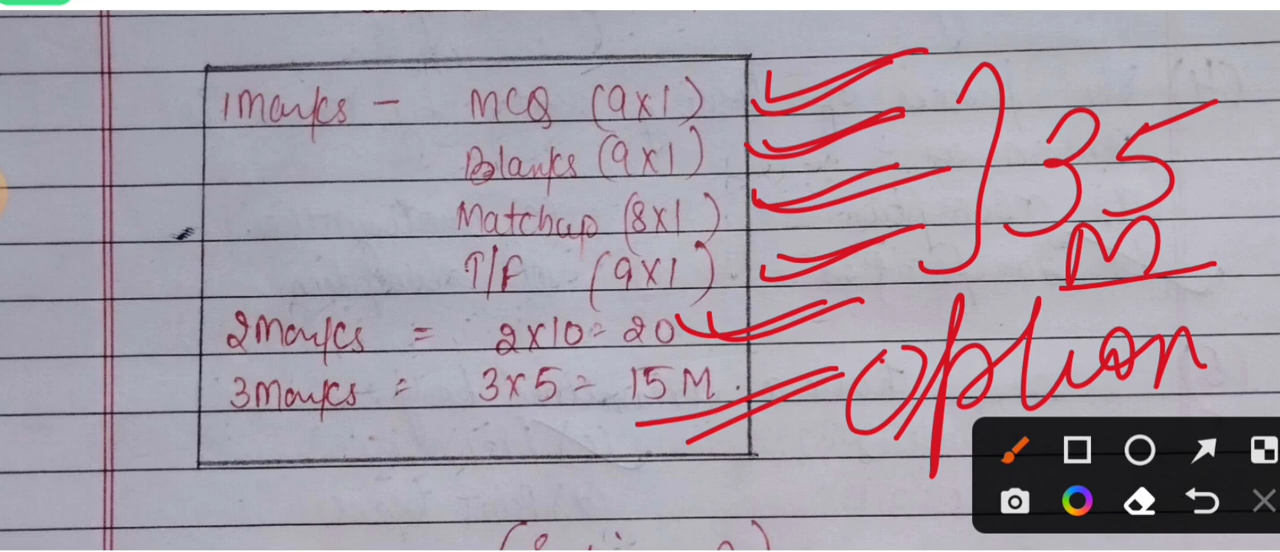 1marks - MCQ (9x1)
Blanks (9x1)
Matchup (8x1)
T/F (9x1)
} 35 M
2marks = 2x10= 20
3marks = 3x5 = 15 M.
option